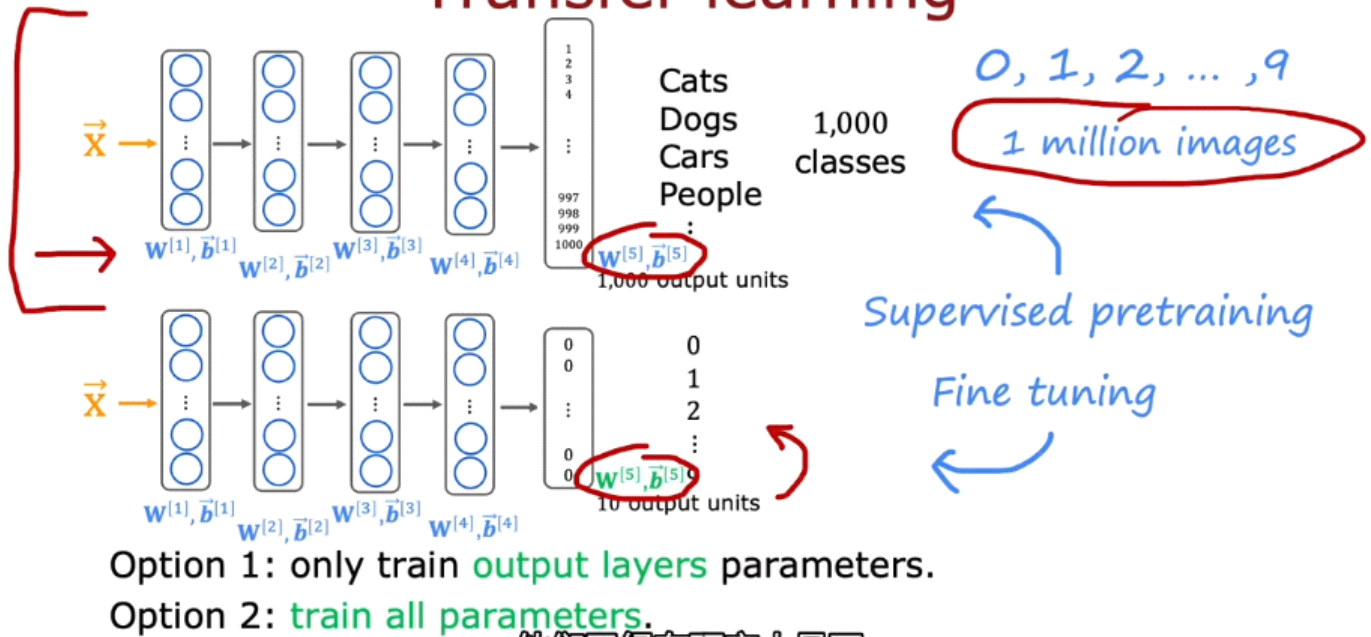 Transfer learning
0, 1, 2, ... ,9
1 million images
1
2
3
4
⋮
997
998
999
1000
Cats
Dogs
Cars
People
⋮
1,000
classes
x⃗
W[1], b⃗[1]
W[2], b⃗[2]
W[3], b⃗[3]
W[4], b⃗[4]
W[5], b⃗[5]
1,000 output units
Supervised pretraining
Fine tuning
x⃗
0
0
⋮
0
0
0
1
2
⋮
9
W[1], b⃗[1]
W[2], b⃗[2]
W[3], b⃗[3]
W[4], b⃗[4]
W[5], b⃗[5]
10 output units
Option 1: only train output layers parameters.
Option 2: train all parameters.